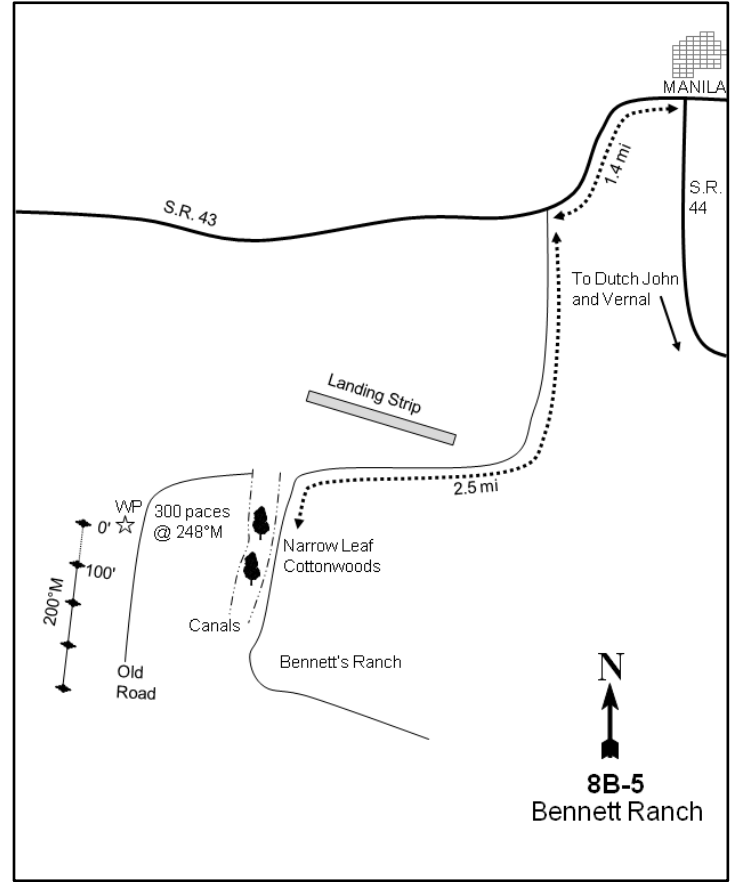 MANILA
1.4 mi
S.R.
44
S.R. 43
To Dutch John
and Vernal
Landing Strip
2.5 mi
WP
300 paces
@ 248°M
0'
100'
200°M
Narrow Leaf
Cottonwoods
Canals
Bennett's Ranch
Old
Road
N
8B-5
Bennett Ranch